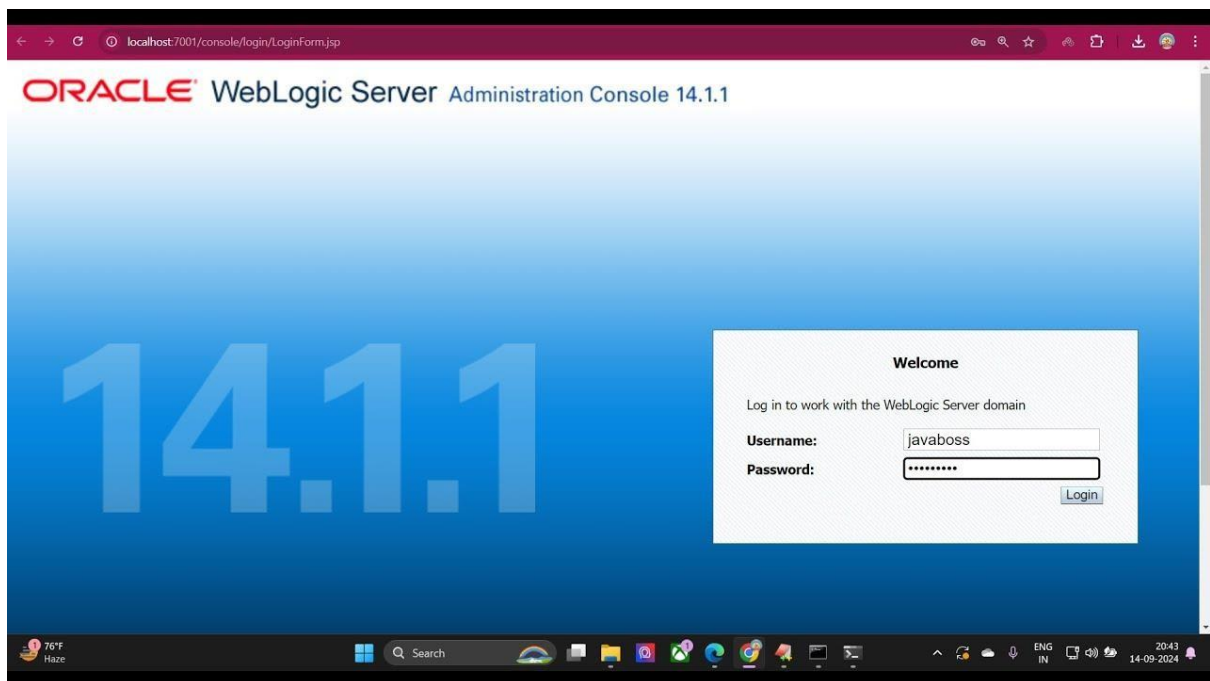 localhost:7001/console/login/LoginForm.jsp
ORACLE WebLogic Server Administration Console 14.1.1
14.1.1
Welcome
Log in to work with the WebLogic Server domain
Username: javaboss
Password: •••••••••
Login
1
76°F
Haze
Search
ENG
IN
20:43
14-09-2024